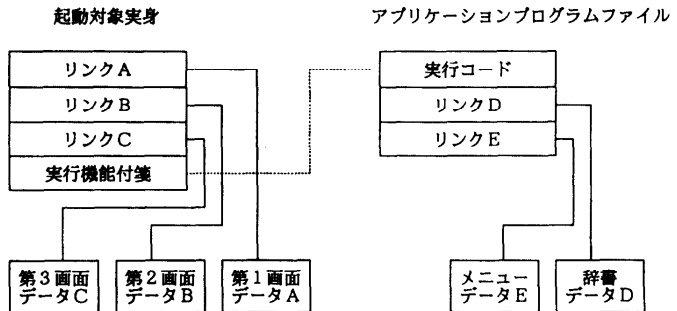 起動対象実身
アプリケーションプログラムファイル
リンクA
リンクB
リンクC
実行機能付箋
実行コード
リンクD
リンクE
第3画面
データC
第2画面
データB
第1画面
データA
メニュー
データE
辞書
データD